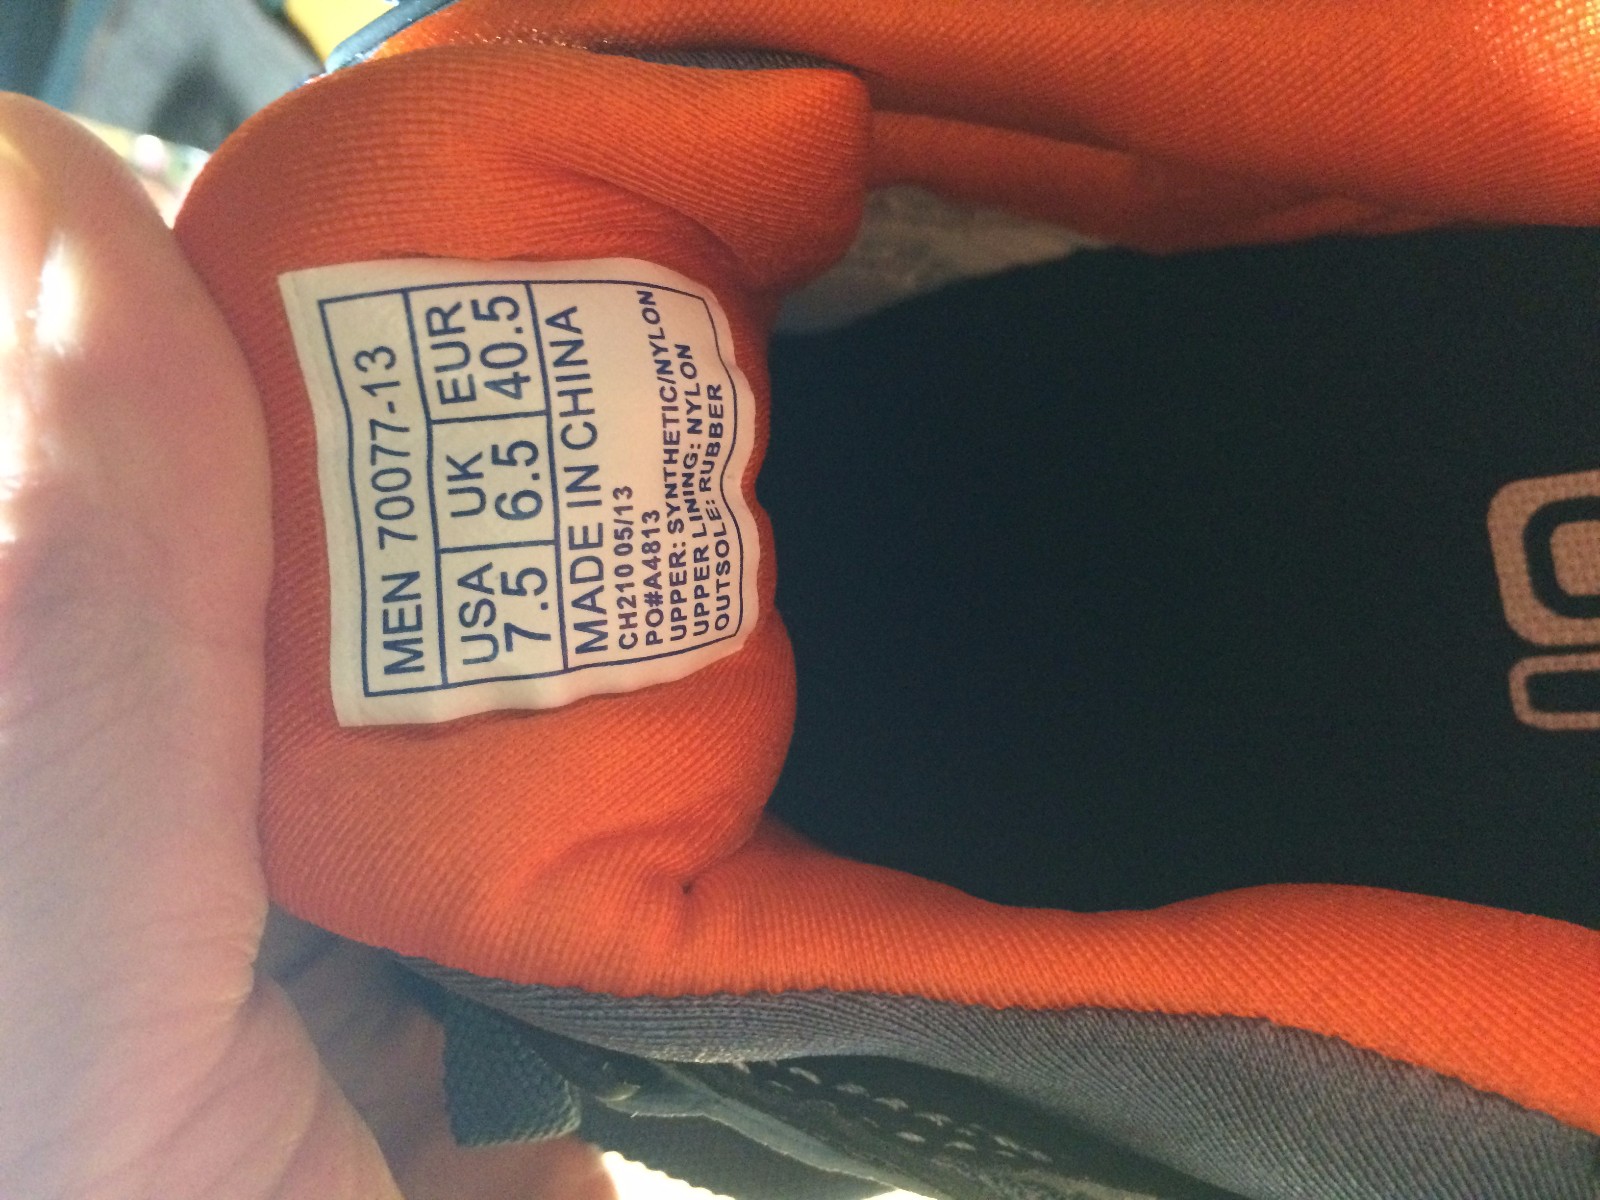 MEN 70077-13
USA UK EUR
7.5 6.5 40.5
MADE IN CHINA
CH210 05/13
PO#A4813
UPPER: SYNTHETIC/NYLON
UPPER LINING: NYLON
OUTSOLE: RUBBER